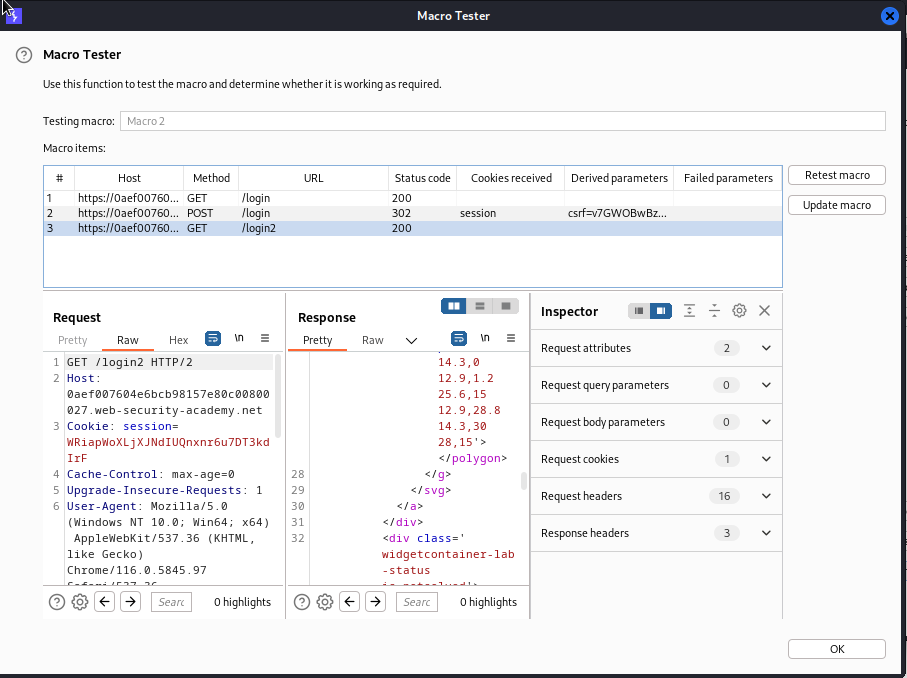 Macro Tester
Macro Tester
Use this function to test the macro and determine whether it is working as required.
Testing macro: Macro 2
Macro items:
# Host Method URL Status code Cookies received Derived parameters Failed parameters
1 https://0aef00760... GET /login 200
2 https://0aef00760... POST /login 302 session csrf=v7GWOBwBz...
3 https://0aef00760... GET /login2 200
Retest macro
Update macro
Request
Pretty Raw Hex \n
1 GET /login2 HTTP/2
2 Host:
0aef007604e6bcb98157e80c00800
027.web-security-academy.net
3 Cookie: session=
WRiapWoXLjXJNdIUQnxnr6u7DT3kd
IrF
4 Cache-Control: max-age=0
5 Upgrade-Insecure-Requests: 1
6 User-Agent: Mozilla/5.0
(Windows NT 10.0; Win64; x64)
AppleWebKit/537.36 (KHTML,
like Gecko)
Chrome/116.0.5845.97
Safari/537.36
Searc 0 highlights
Response
Pretty Raw \n
14.3,0
12.9,1.2
25.6,15
12.9,28.8
14.3,30
28,15'>
</polygon>
28 </g>
29 </svg>
30 </a>
31 </div>
32 <div class='
widgetcontainer-lab
-status
is-notsolved'>
Searc 0 highlights
Inspector
Request attributes 2
Request query parameters 0
Request body parameters 0
Request cookies 1
Request headers 16
Response headers 3
OK